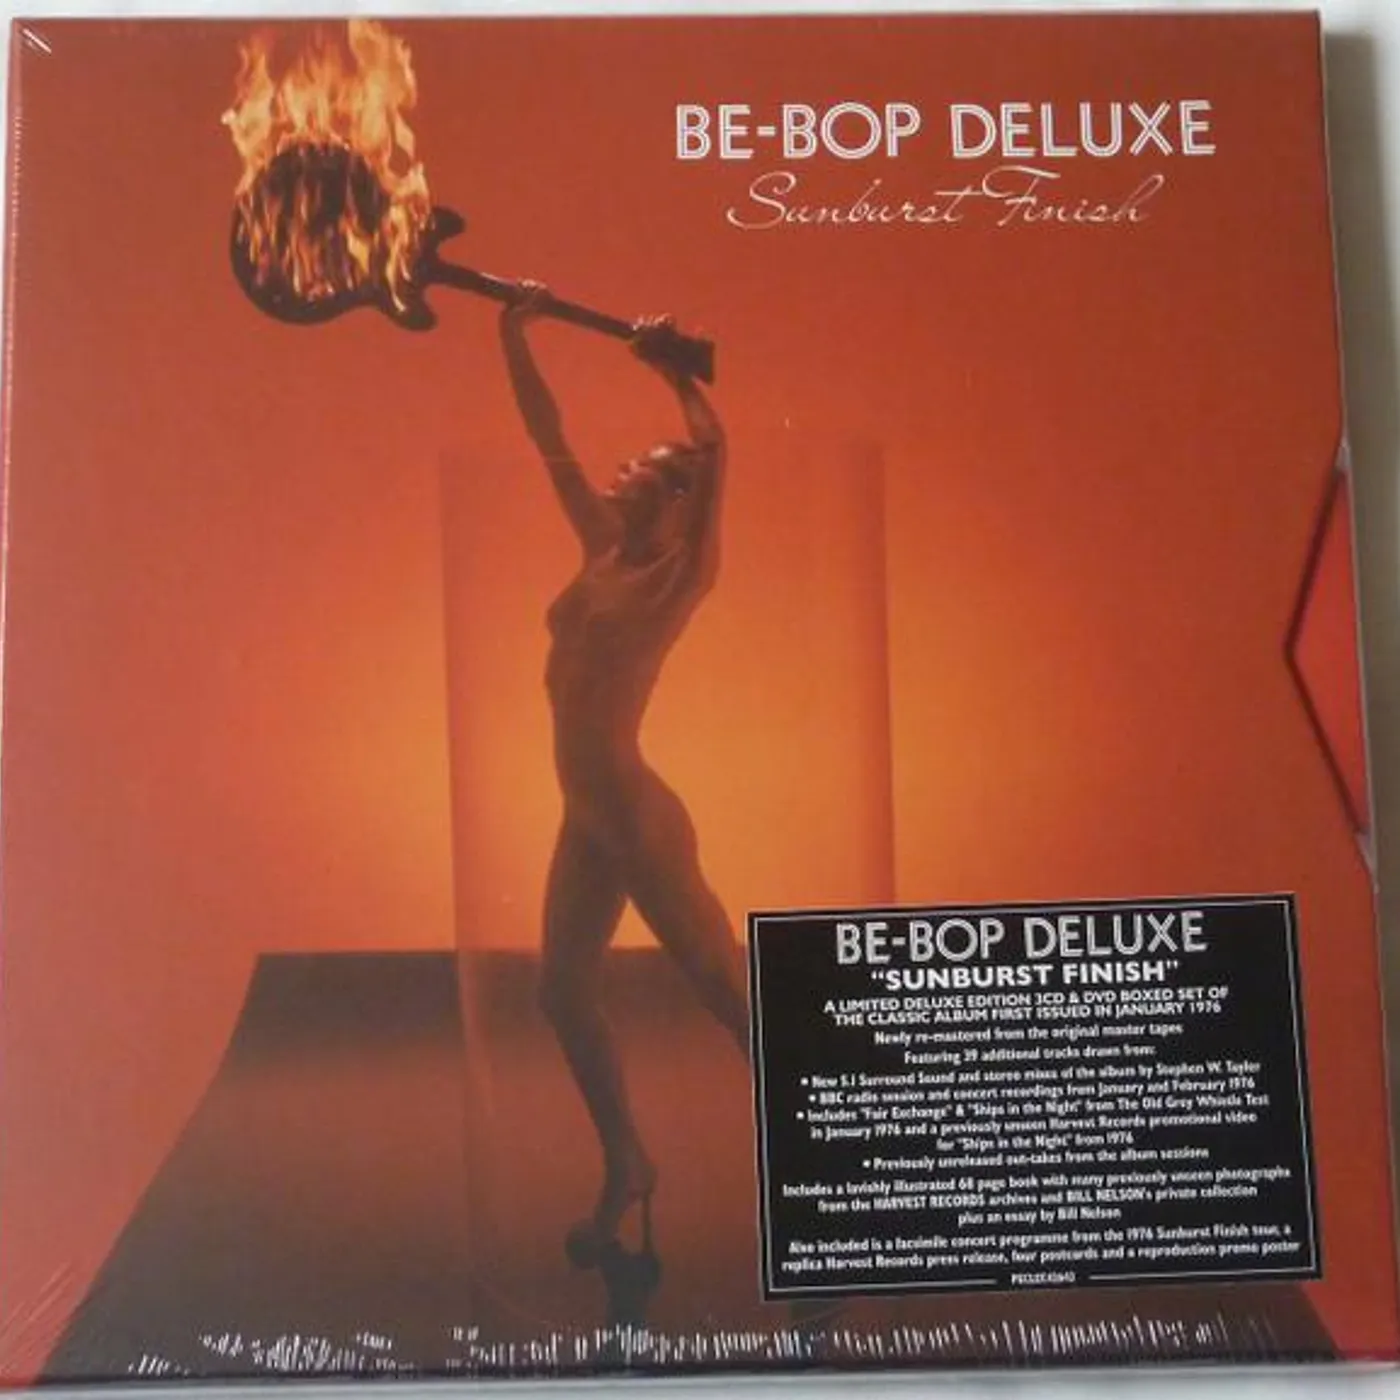 BE-BOP DELUXE
Sunburst Finish
BE-BOP DELUXE
"SUNBURST FINISH"
A LIMITED DELUXE EDITION 3CD & DVD BOXED SET OF
THE CLASSIC ALBUM FIRST ISSUED IN JANUARY 1976
Newly re-mastered from the original master tapes
Featuring 39 additional tracks drawn from:
• New 5.1 Surround Sound and stereo mixes of the album by Stephen W. Tayler
• BBC radio session and concert recordings from January and February 1976
• Includes "Fair Exchange" & "Ships in the Night" from The Old Grey Whistle Test
in January 1976 and a previously unseen Harvest Records promotional video
for "Ships in the Night" from 1976
• Previously unreleased out-takes from the album sessions
Includes a lavishly illustrated 68 page book with many previously unseen photographs
from the HARVEST RECORDS archives and BILL NELSON's private collection
plus an essay by Bill Nelson
Also included is a facsimile concert programme from the 1976 Sunburst Finish tour, a
replica Harvest Records press release, four postcards and a reproduction promo poster